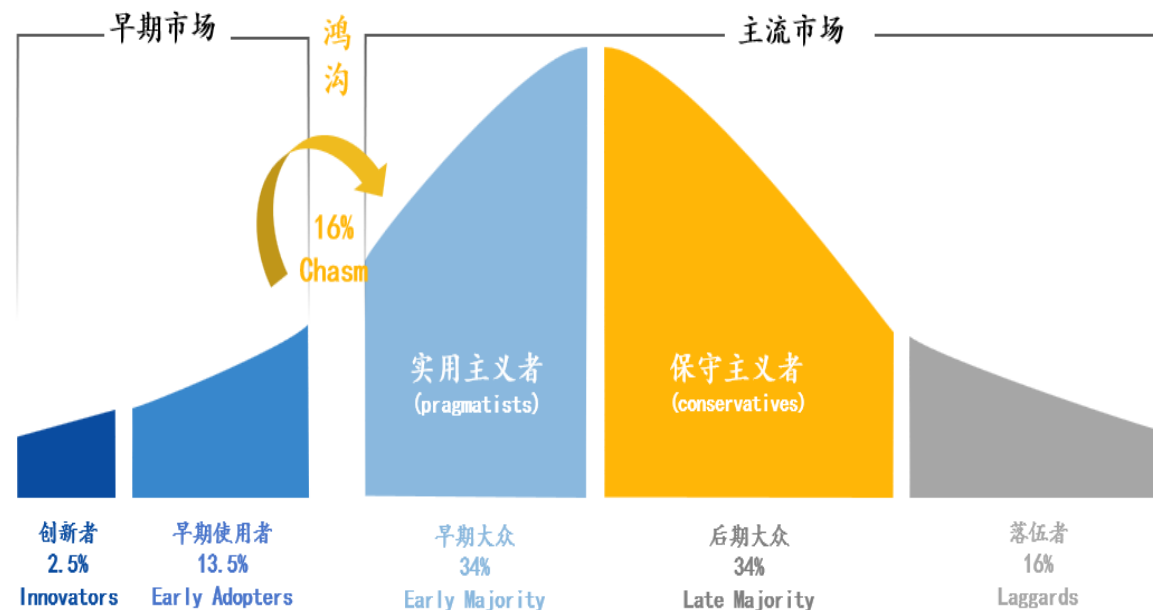 早期市场
鸿沟
主流市场
16%
Chasm
实用主义者
(pragmatists)
保守主义者
(conservatives)
创新者
2.5%
Innovators
早期使用者
13.5%
Early Adopters
早期大众
34%
Early Majority
后期大众
34%
Late Majority
落伍者
16%
Laggards